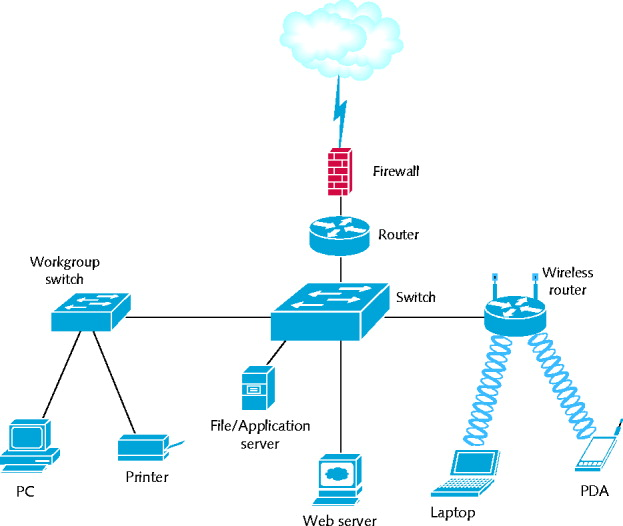 Firewall
Router
Workgroup
switch
Switch
Wireless
router
File/Application
server
PC
Printer
Web server
Laptop
PDA